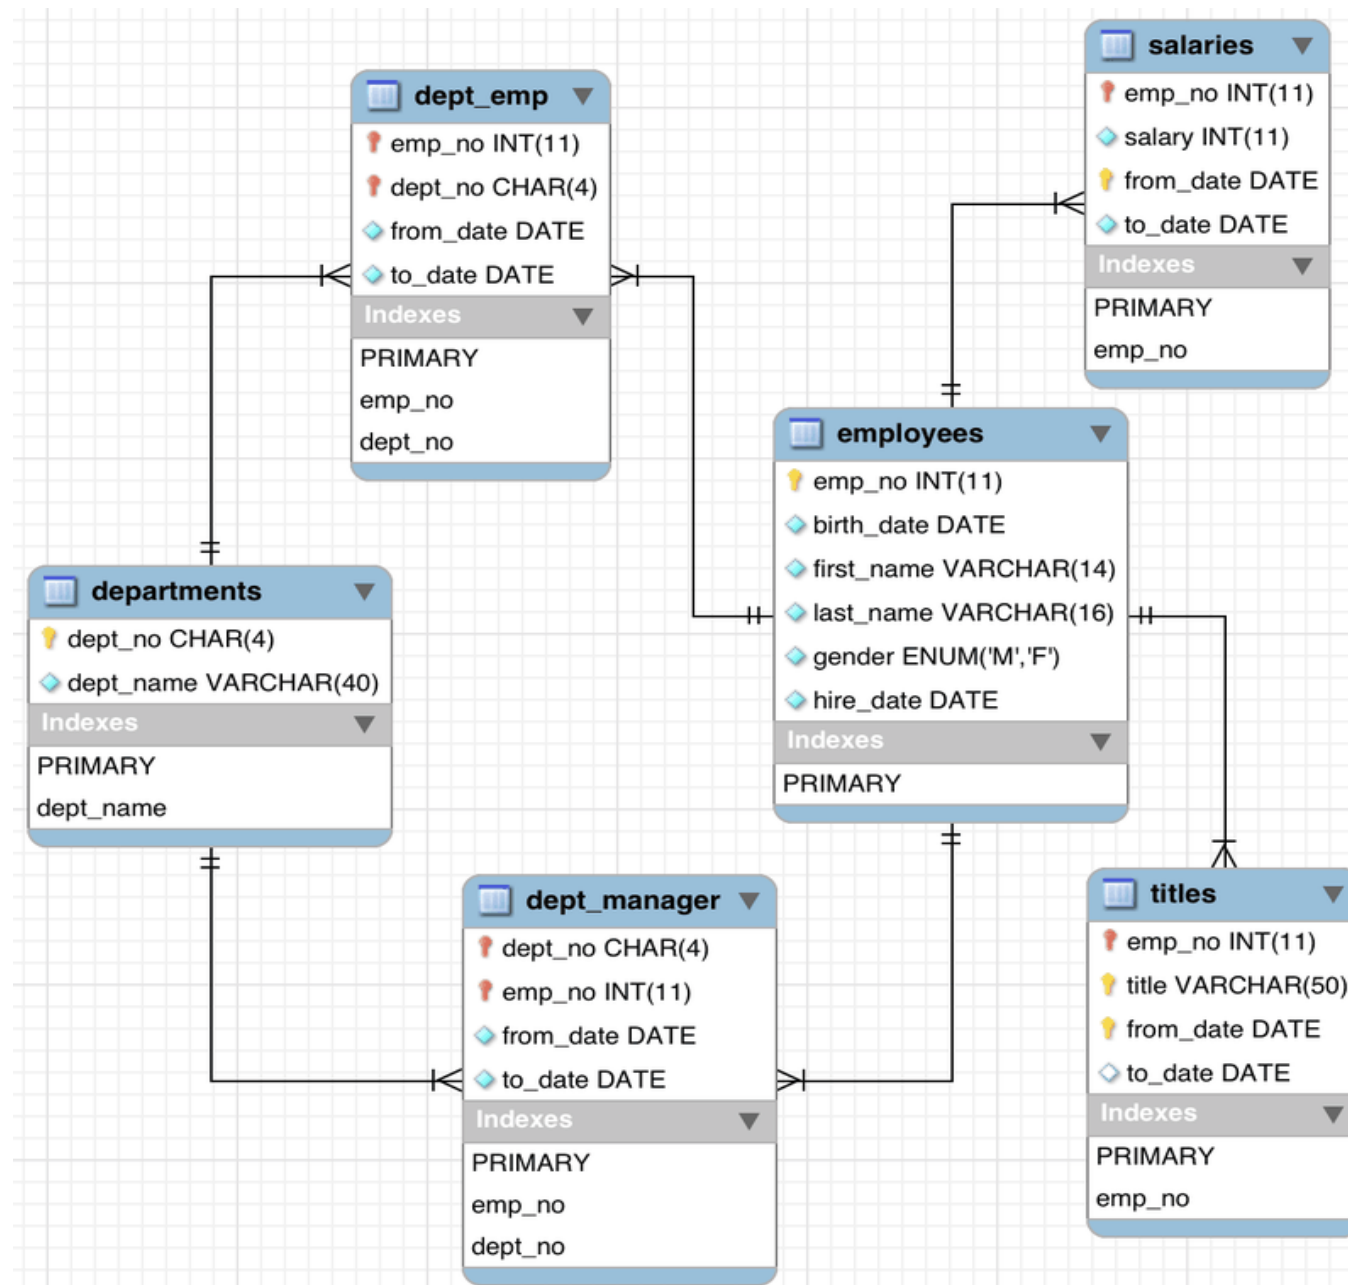 salaries
emp_no INT(11)
salary INT(11)
from_date DATE
to_date DATE
Indexes
PRIMARY
emp_no
dept_emp
emp_no INT(11)
dept_no CHAR(4)
from_date DATE
to_date DATE
Indexes
PRIMARY
emp_no
dept_no
employees
emp_no INT(11)
birth_date DATE
first_name VARCHAR(14)
last_name VARCHAR(16)
gender ENUM('M','F')
hire_date DATE
Indexes
PRIMARY
departments
dept_no CHAR(4)
dept_name VARCHAR(40)
Indexes
PRIMARY
dept_name
dept_manager
dept_no CHAR(4)
emp_no INT(11)
from_date DATE
to_date DATE
Indexes
PRIMARY
emp_no
dept_no
titles
emp_no INT(11)
title VARCHAR(50)
from_date DATE
to_date DATE
Indexes
PRIMARY
emp_no